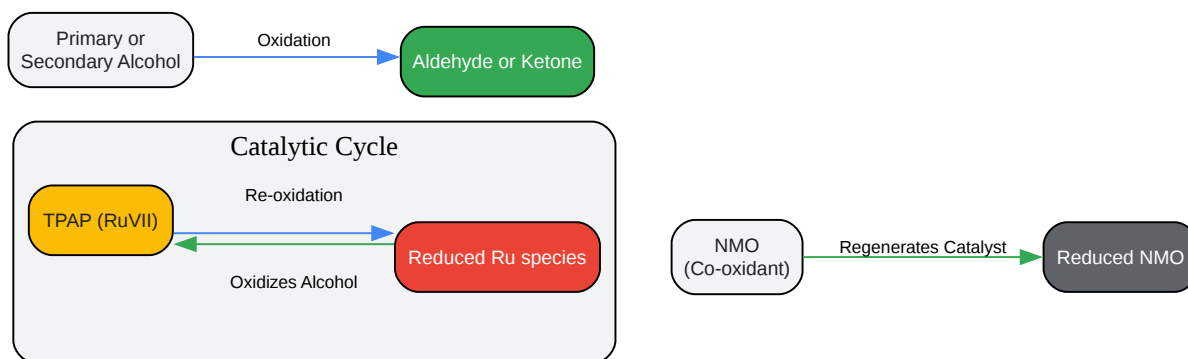 Primary or
Secondary Alcohol
Oxidation
Aldehyde or Ketone
Catalytic Cycle
TPAP (RuVII)
Re-oxidation
Oxidizes Alcohol
Reduced Ru species
NMO
(Co-oxidant)
Regenerates Catalyst
Reduced NMO